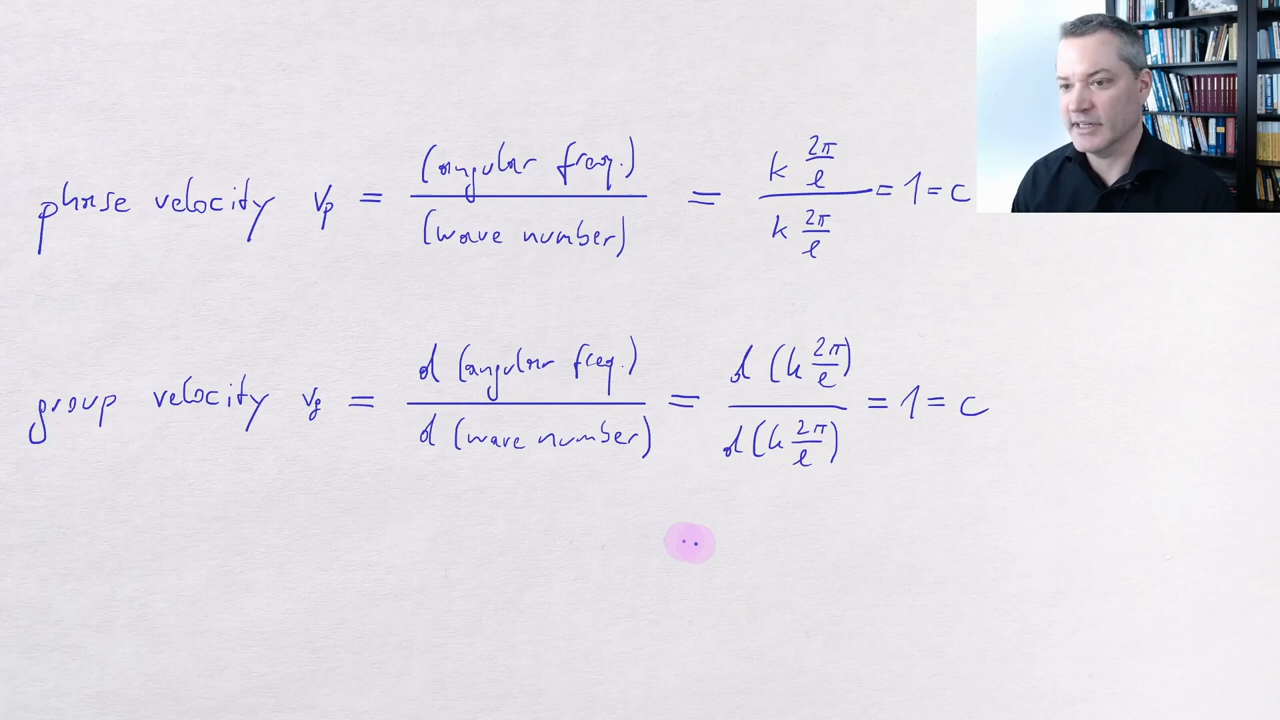 phase velocity vₚ = (angular freq.) / (wave number) = k 2π/ℓ / k 2π/ℓ = 1 = c
group velocity v_g = d (angular freq.) / d (wave number) = d (k 2π/ℓ) / d (k 2π/ℓ) = 1 = c